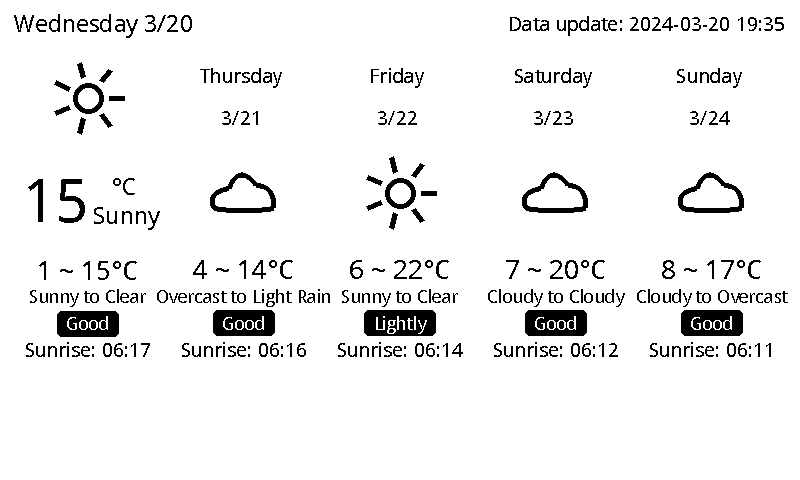 Wednesday 3/20
Data update: 2024-03-20 19:35
15 °C
Sunny
1 ~ 15°C
Sunny to Clear
Good
Sunrise: 06:17
Thursday
3/21
4 ~ 14°C
Overcast to Light Rain
Good
Sunrise: 06:16
Friday
3/22
6 ~ 22°C
Sunny to Clear
Lightly
Sunrise: 06:14
Saturday
3/23
7 ~ 20°C
Cloudy to Cloudy
Good
Sunrise: 06:12
Sunday
3/24
8 ~ 17°C
Cloudy to Overcast
Good
Sunrise: 06:11